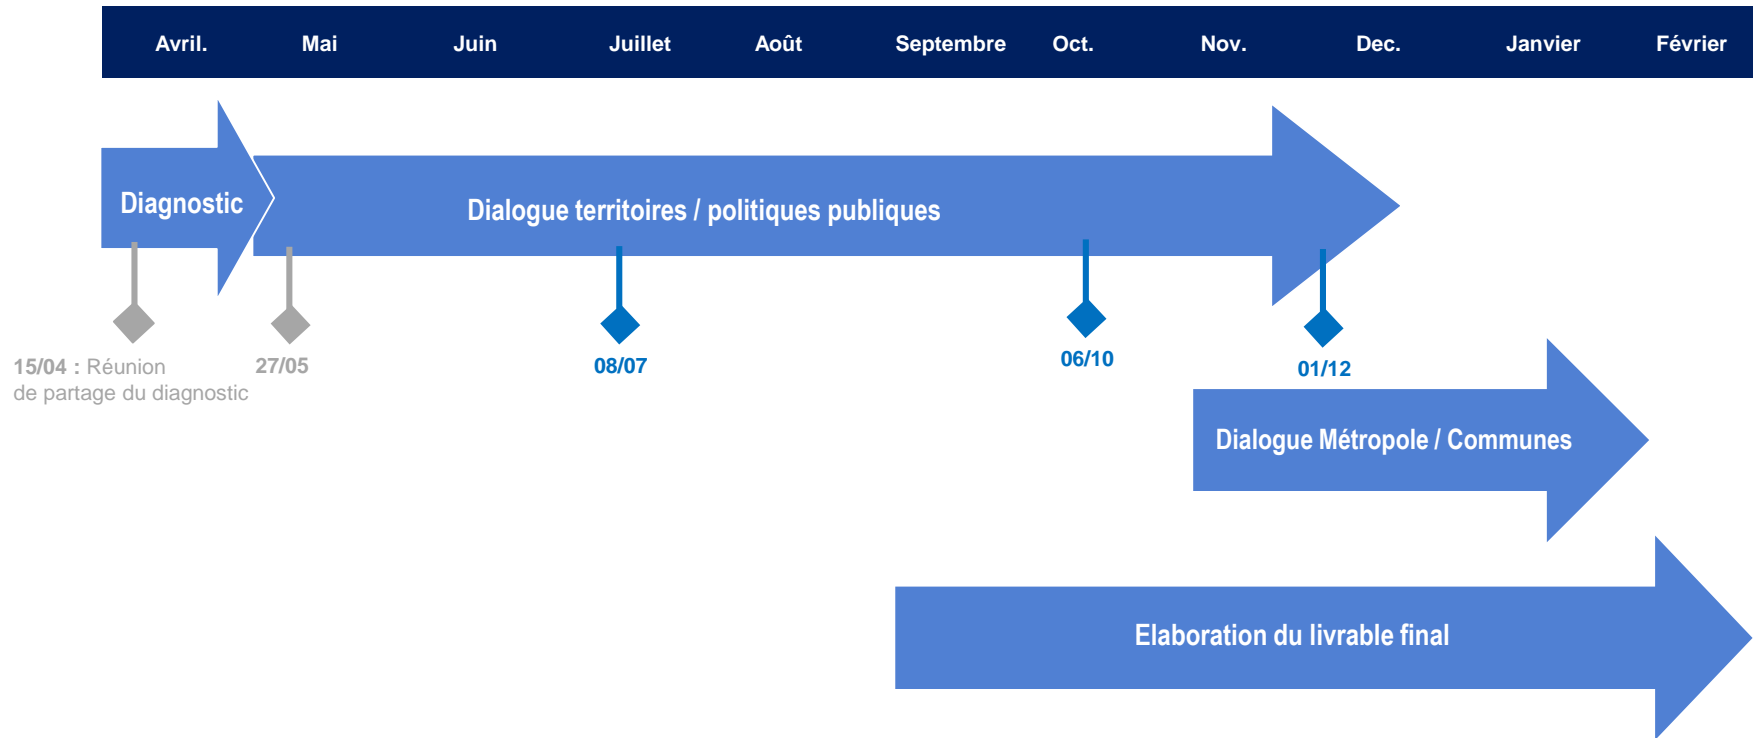 Avril. Mai Juin Juillet Août Septembre Oct. Nov. Dec. Janvier Février
Diagnostic
Dialogue territoires / politiques publiques
15/04 : Réunion
de partage du diagnostic
27/05
08/07
06/10
01/12
Dialogue Métropole / Communes
Elaboration du livrable final